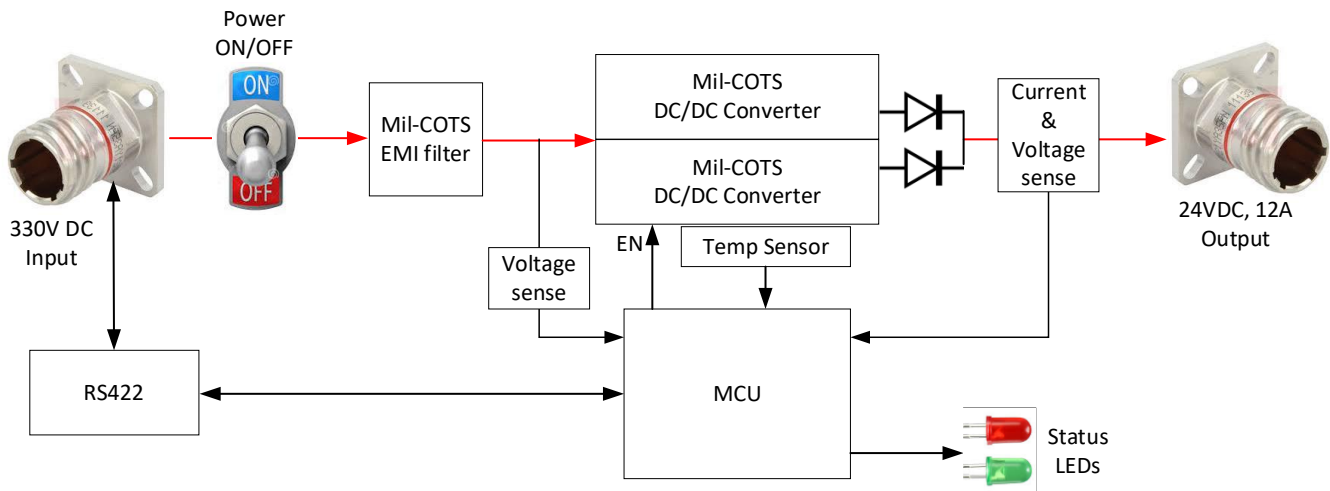 Power
ON/OFF
ON
OFF
330V DC
Input
Mil-COTS
EMI filter
Mil-COTS
DC/DC Converter
Mil-COTS
DC/DC Converter
Current
&
Voltage
sense
24VDC, 12A
Output
EN
Temp Sensor
Voltage
sense
RS422
MCU
Status
LEDs